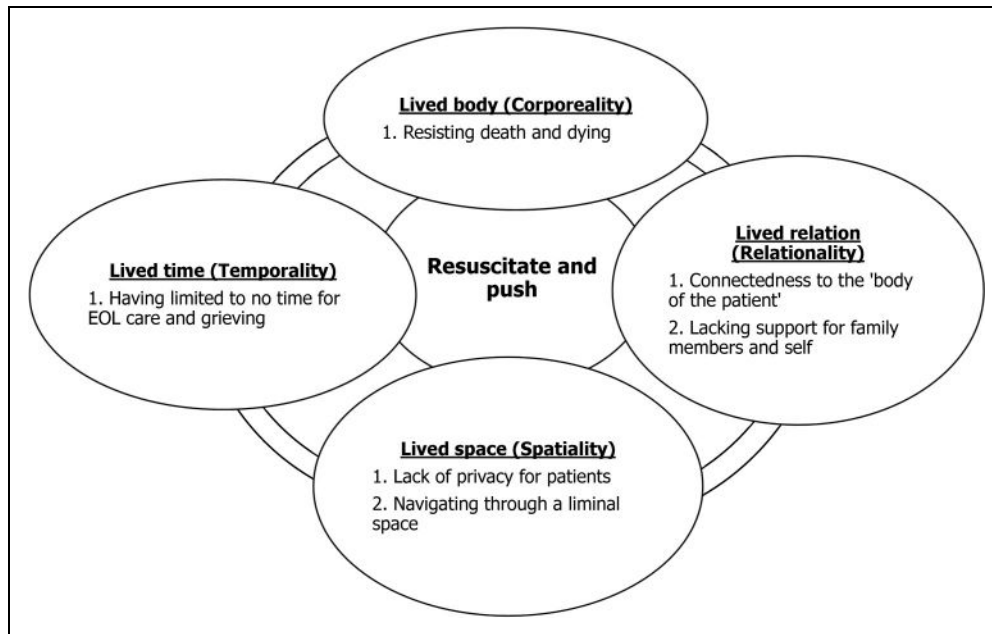 Lived body (Corporeality)
1. Resisting death and dying
Lived time (Temporality)
1. Having limited to no time for
EOL care and grieving
Resuscitate and
push
Lived relation
(Relationality)
1. Connectedness to the 'body
of the patient'
2. Lacking support for family
members and self
Lived space (Spatiality)
1. Lack of privacy for patients
2. Navigating through a liminal
space